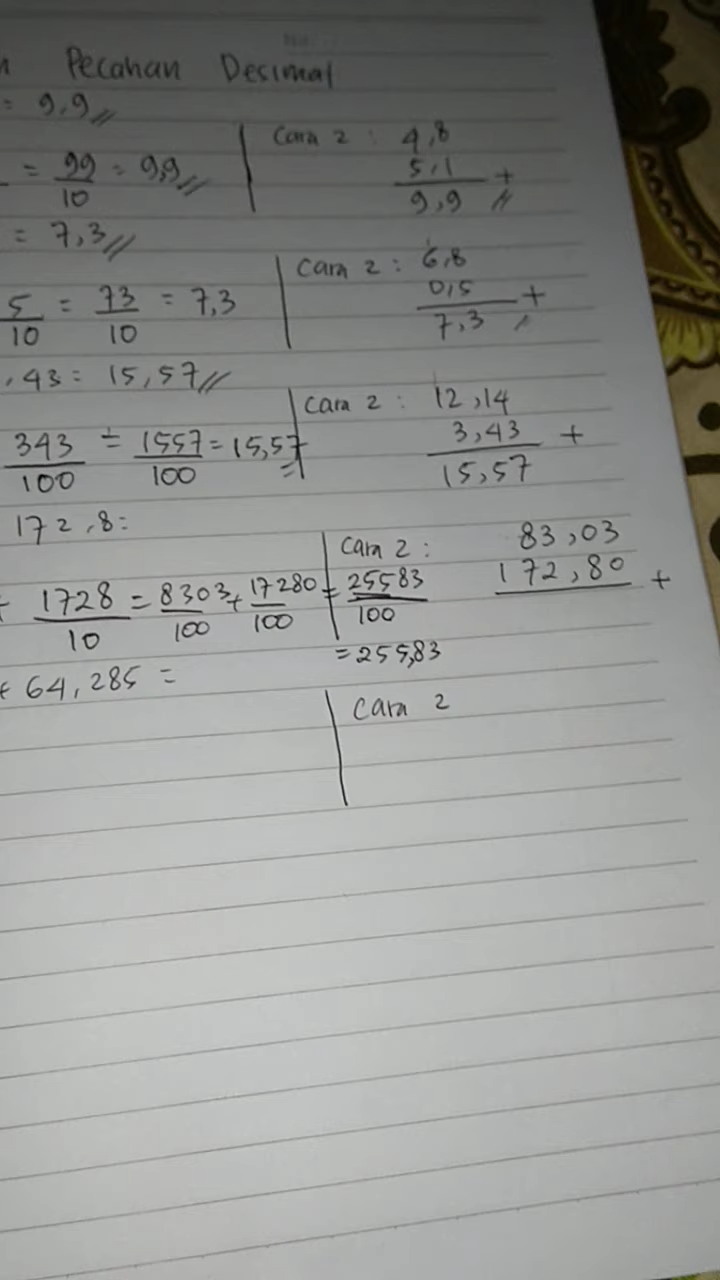 Pecahan Desimal
= 9,9
Cara 2 : 4,8
5,1 +
= 99/10 = 9,9
9,9
= 7,3
Cara 2 : 6,8
0,5 +
5/10 = 73/10 = 7,3
7,3
,43 = 15,57
Cara 2 : 12,14
3,43 +
343/100 = 1557/100 = 15,57
15,57
172,8 =
Cara 2 : 83,03
172,80 +
+ 1728/10 = 8303/100 + 17280/100 = 25583/100
= 255,83
+ 64,285 =
Cara 2